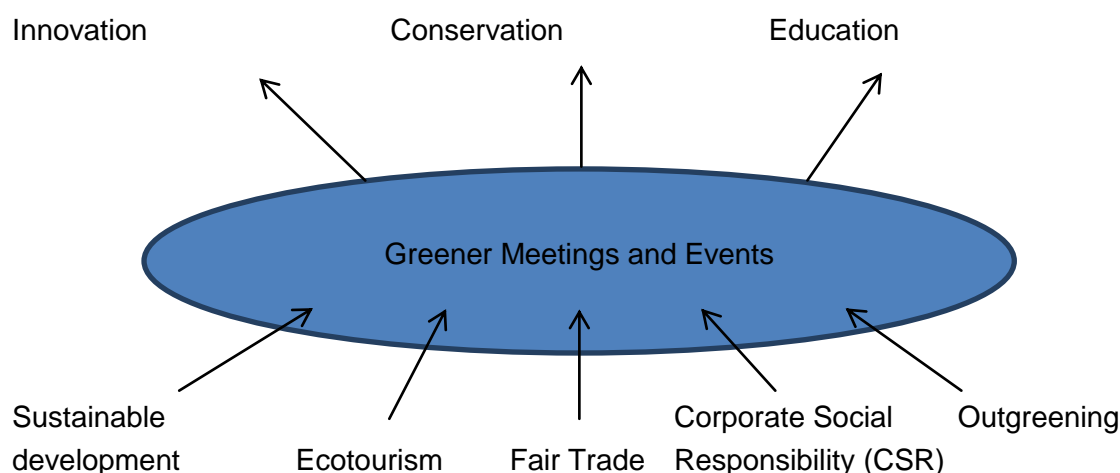 Innovation
Conservation
Education
Greener Meetings and Events
Sustainable
development
Ecotourism
Fair Trade
Corporate Social
Responsibility (CSR)
Outgreening